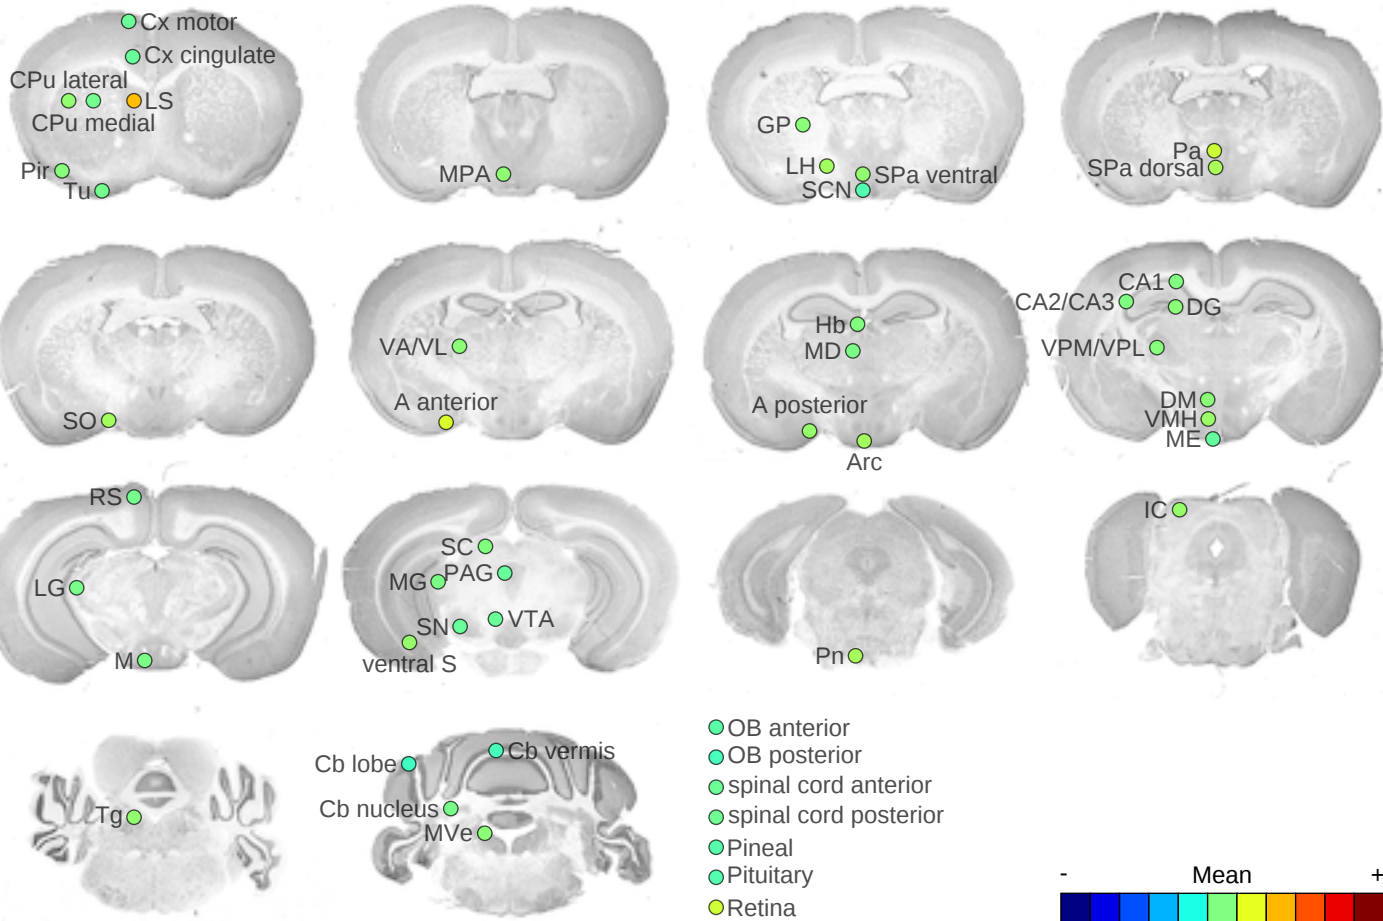 Cx motor
Cx cingulate
CPu lateral
LS
CPu medial
Pir
Tu
MPA
GP
LH
SPa ventral
SCN
Pa
SPa dorsal
SO
VA/VL
A anterior
Hb
MD
A posterior
Arc
CA1
CA2/CA3
DG
VPM/VPL
DM
VMH
ME
RS
LG
M
SC
MG
PAG
SN
VTA
ventral S
Pn
IC
Tg
Cb lobe
Cb vermis
Cb nucleus
MVe
OB anterior
OB posterior
spinal cord anterior
spinal cord posterior
Pineal
Pituitary
Retina
- Mean +